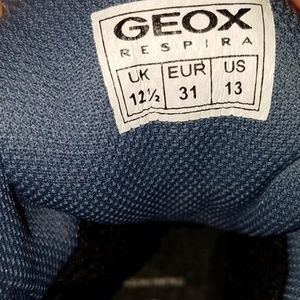 GEOX
RESPIRA
UK EUR US
12½ 31 13